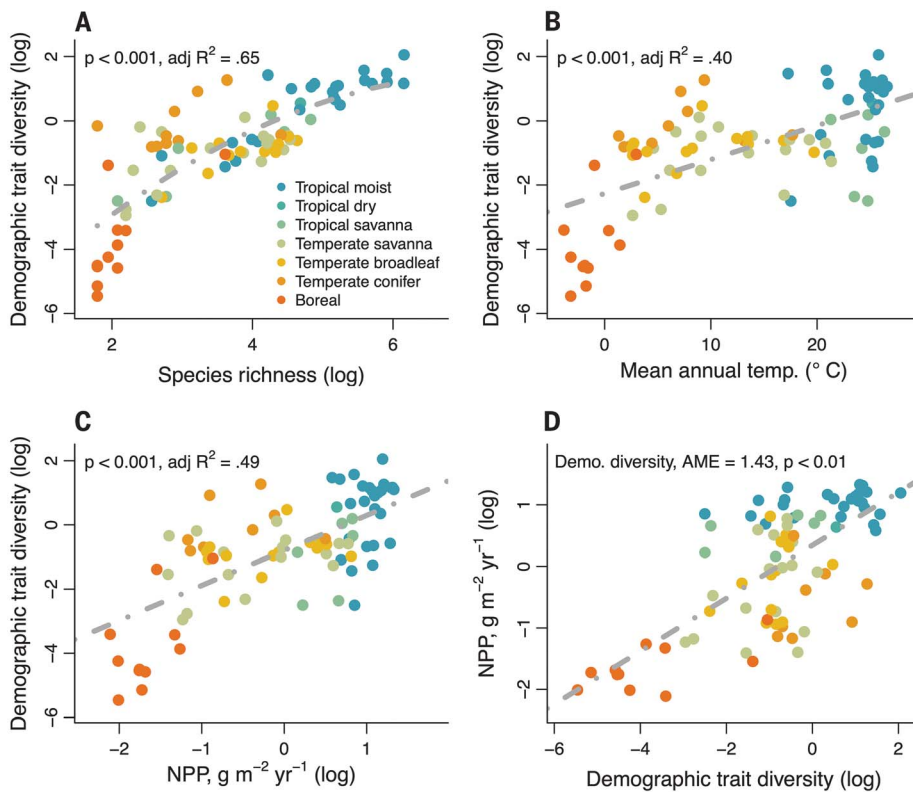 A
p < 0.001, adj R² = .65
Demographic trait diversity (log)
2
0
−2
−4
−6
Tropical moist
Tropical dry
Tropical savanna
Temperate savanna
Temperate broadleaf
Temperate conifer
Boreal
2 4 6
Species richness (log)
B
p < 0.001, adj R² = .40
Demographic trait diversity (log)
2
0
−2
−4
−6
0 10 20
Mean annual temp. (° C)
C
p < 0.001, adj R² = .49
Demographic trait diversity (log)
2
0
−2
−4
−6
−2 −1 0 1
NPP, g m⁻² yr⁻¹ (log)
D
Demo. diversity, AME = 1.43, p < 0.01
NPP, g m⁻² yr⁻¹ (log)
1
0
−1
−2
−6 −4 −2 0 2
Demographic trait diversity (log)